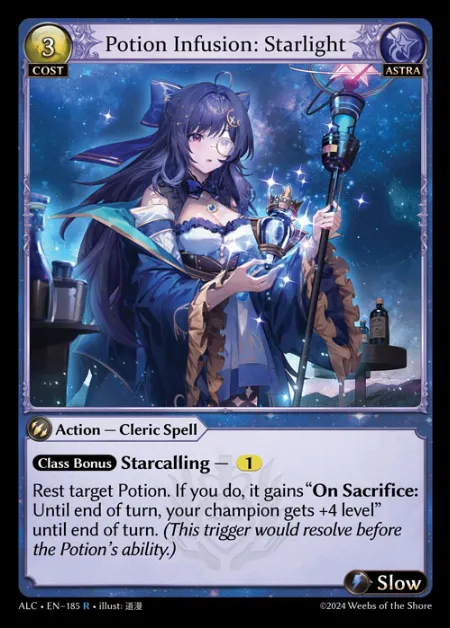 3
COST
Potion Infusion: Starlight
ASTRA
Action — Cleric Spell
Class Bonus Starcalling — 1
Rest target Potion. If you do, it gains “On Sacrifice:
Until end of turn, your champion gets +4 level”
until end of turn. (This trigger would resolve before
the Potion's ability.)
Slow
ALC • EN–185 R • illust: 道漫
©2024 Weebs of the Shore